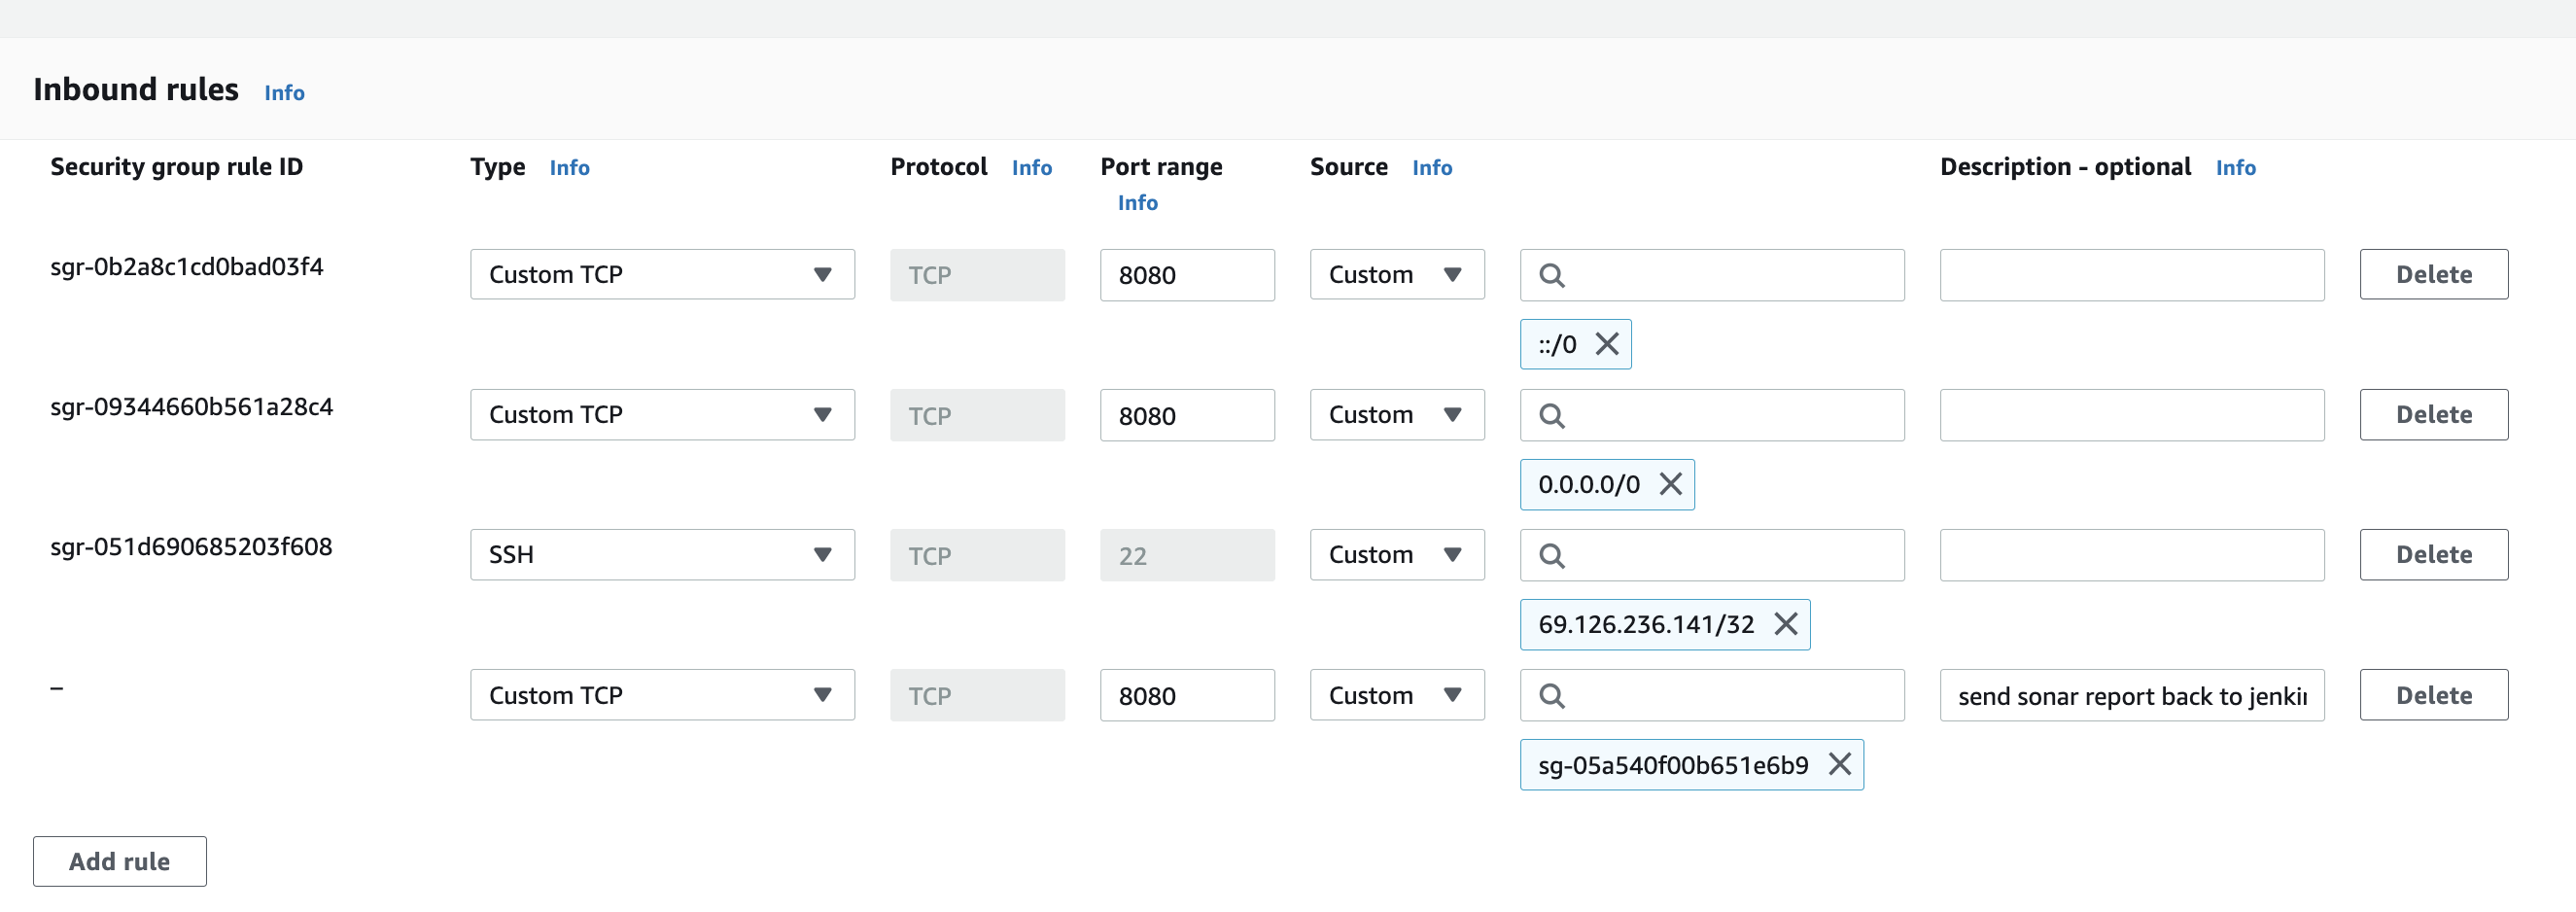 Inbound rules Info
Security group rule ID Type Info Protocol Info Port range Info Source Info Description - optional Info
sgr-0b2a8c1cd0bad03f4 Custom TCP TCP 8080 Custom Delete
::/0
sgr-09344660b561a28c4 Custom TCP TCP 8080 Custom Delete
0.0.0.0/0
sgr-051d690685203f608 SSH TCP 22 Custom Delete
69.126.236.141/32
– Custom TCP TCP 8080 Custom send sonar report back to Delete
sg-05a540f00b651e6b9
Add rule